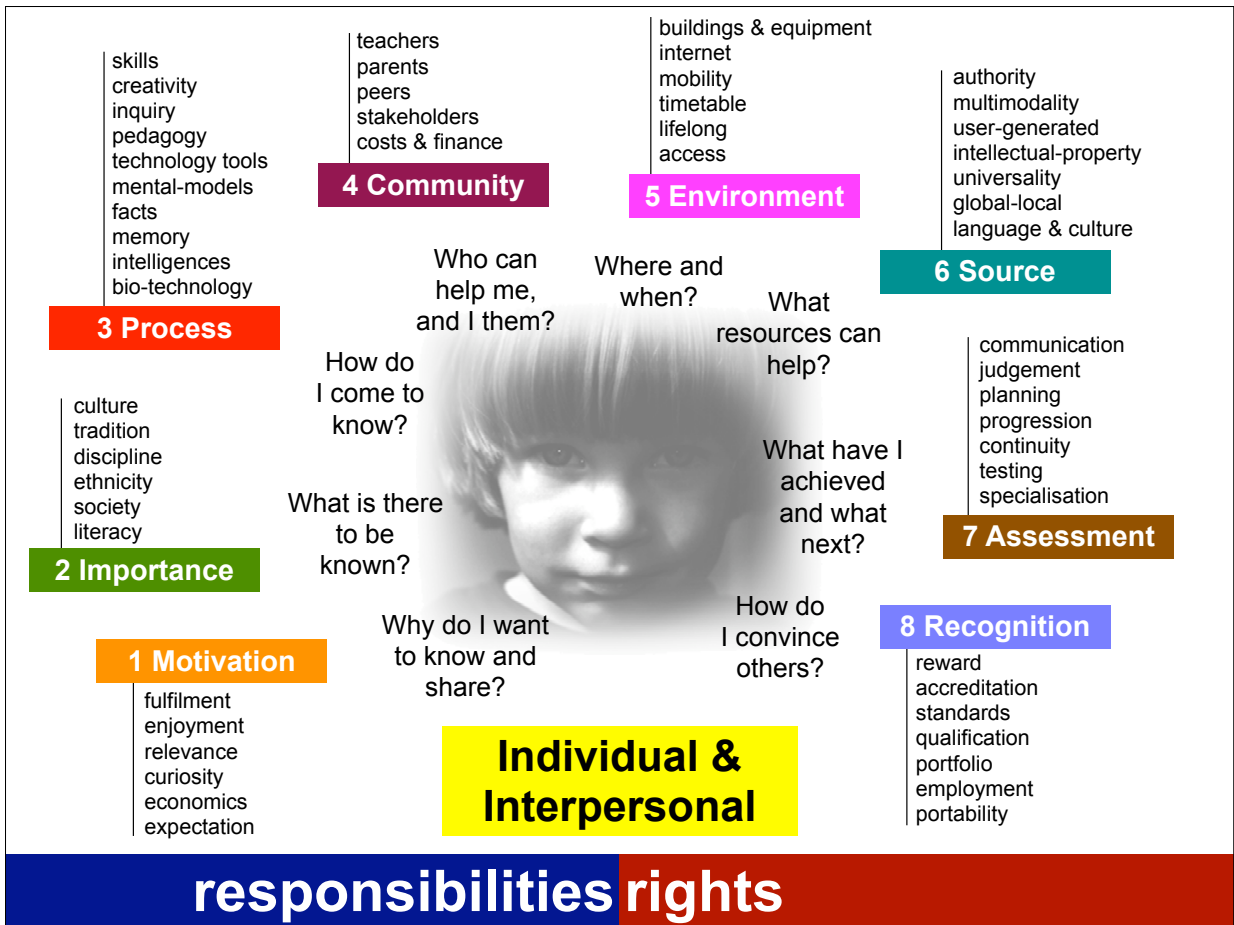 skills
creativity
inquiry
pedagogy
technology tools
mental-models
facts
memory
intelligences
bio-technology
3 Process
teachers
parents
peers
stakeholders
costs & finance
4 Community
buildings & equipment
internet
mobility
timetable
lifelong
access
5 Environment
authority
multimodality
user-generated
intellectual-property
universality
global-local
language & culture
6 Source
Who can
help me,
and I them?
Where and
when?
What
resources can
help?
How do
I come to
know?
culture
tradition
discipline
ethnicity
society
literacy
2 Importance
What is there
to be
known?
What have I
achieved
and what
next?
communication
judgement
planning
progression
continuity
testing
specialisation
7 Assessment
1 Motivation
fulfilment
enjoyment
relevance
curiosity
economics
expectation
Why do I want
to know and
share?
How do
I convince
others?
8 Recognition
reward
accreditation
standards
qualification
portfolio
employment
portability
Individual &
Interpersonal
responsibilities rights